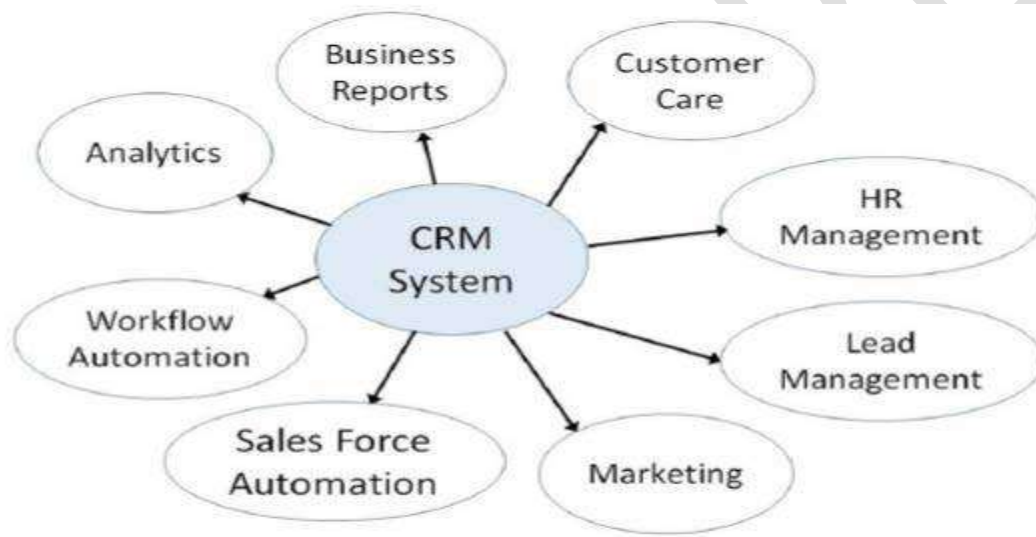 Business
Reports
Customer
Care
Analytics
HR
Management
CRM
System
Workflow
Automation
Lead
Management
Sales Force
Automation
Marketing